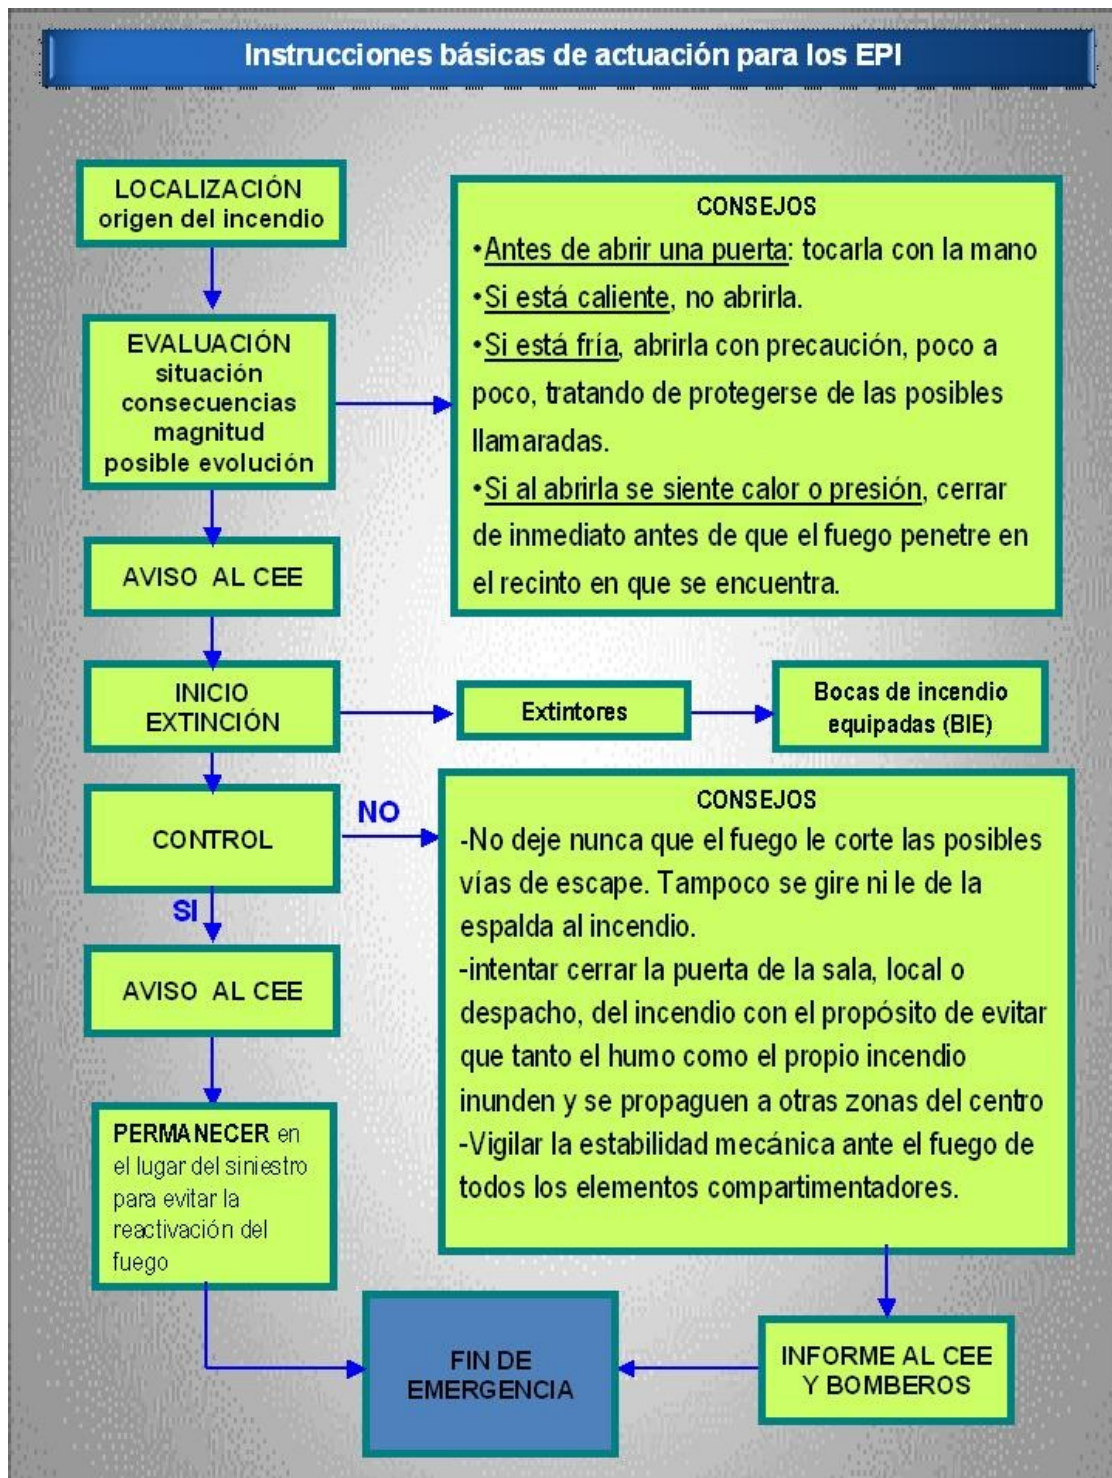 Instrucciones básicas de actuación para los EPI
LOCALIZACIÓN
origen del incendio
EVALUACIÓN
situación
consecuencias
magnitud
posible evolución
CONSEJOS
•Antes de abrir una puerta: tocarla con la mano
•Si está caliente, no abrirla.
•Si está fría, abrirla con precaución, poco a
poco, tratando de protegerse de las posibles
llamaradas.
•Si al abrirla se siente calor o presión, cerrar
de inmediato antes de que el fuego penetre en
el recinto en que se encuentra.
AVISO AL CEE
INICIO
EXTINCIÓN
Extintores
Bocas de incendio
equipadas (BIE)
CONTROL
NO
SI
CONSEJOS
-No deje nunca que el fuego le corte las posibles
vías de escape. Tampoco se gire ni le de la
espalda al incendio.
-intentar cerrar la puerta de la sala, local o
despacho, del incendio con el propósito de evitar
que tanto el humo como el propio incendio
inunden y se propaguen a otras zonas del centro
-Vigilar la estabilidad mecánica ante el fuego de
todos los elementos compartimentadores.
AVISO AL CEE
PERMANECER en
el lugar del siniestro
para evitar la
reactivación del
fuego
FIN DE
EMERGENCIA
INFORME AL CEE
Y BOMBEROS